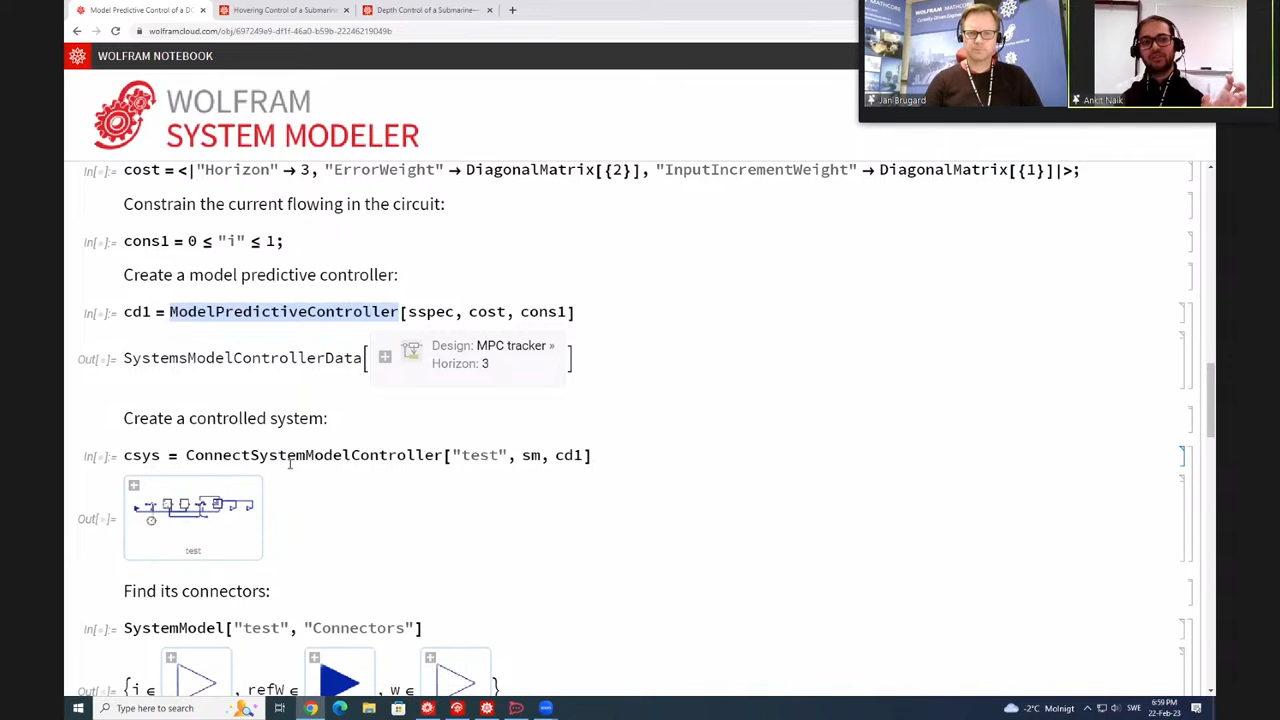 Model Predictive Control of a DC
Hovering Control of a Submarine
Depth Control of a Submarine—
wolframcloud.com/obj/697249e9-df1f-46a0-b59b-22246219049b
WOLFRAM NOTEBOOK
WOLFRAM MATHCORE
Jan Brugard
Ankit Naik
WOLFRAM
SYSTEM MODELER
In[•]:= cost = <|"Horizon" → 3, "ErrorWeight" → DiagonalMatrix[{2}], "InputIncrementWeight" → DiagonalMatrix[{1}]|>;
Constrain the current flowing in the circuit:
In[•]:= cons1 = 0 ≤ "i" ≤ 1;
Create a model predictive controller:
In[•]:= cd1 = ModelPredictiveController[sspec, cost, cons1]
Out[•]= SystemsModelControllerData[
Design: MPC tracker »
Horizon: 3
]
Create a controlled system:
In[•]:= csys = ConnectSystemModelController["test", sm, cd1]
Out[•]=
test
Find its connectors:
In[•]:= SystemModel["test", "Connectors"]
Out[•]= {i ∈ , refW ∈ , w ∈ }
Type here to search
-2°C Molnigt
SWE
6:59 PM
22-Feb-23